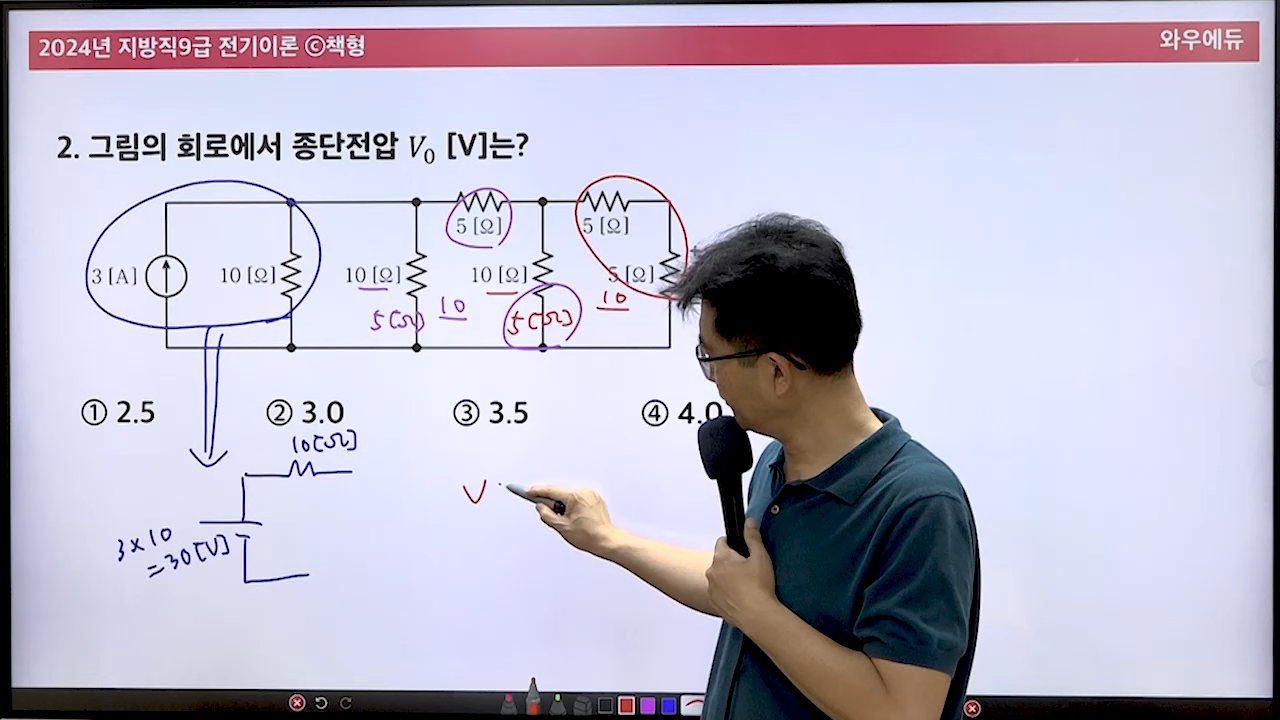 2024년 지방직9급 전기이론 ⓒ책형
와우에듀
2. 그림의 회로에서 종단전압 V₀ [V]는?
5 [Ω]
5 [Ω]
3 [A]
10 [Ω]
10 [Ω]
10 [Ω]
5 [Ω]
5[Ω]
10
5[Ω]
10
① 2.5
② 3.0
③ 3.5
④ 4.0
10[Ω]
3×10
=30[V]
V